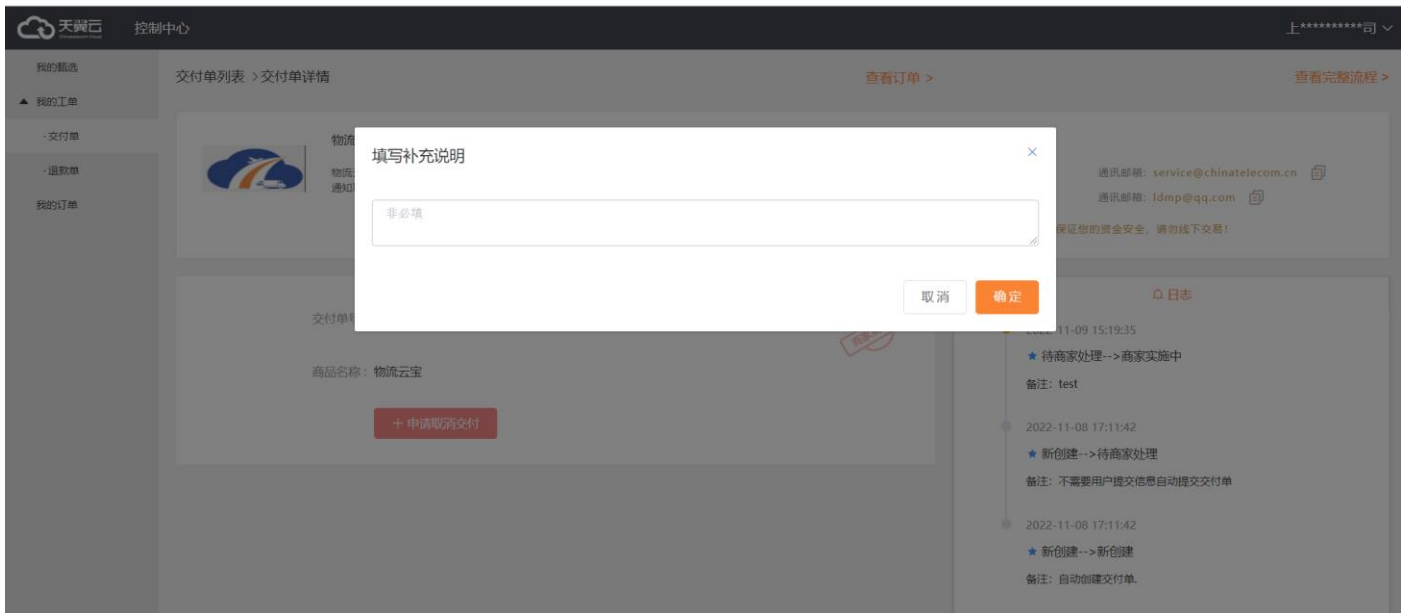 天翼云
控制中心
上**********司
我的甄选
交付单列表 >交付单详情
查看订单 >
查看完整流程 >
▲ 我的工单
·交付单
·退款单
我的订单
物流
物流
通知
填写补充说明
×
非必填
取消
确定
通讯邮箱: service@chinatelecom.cn
通讯邮箱: ldmp@qq.com
保证您的资金安全, 请勿线下交易!
交付单
商品名称: 物流云宝
+ 申请取消交付
日志
2022-11-09 15:19:35
★ 待商家处理-->商家实施中
备注: test
2022-11-08 17:11:42
★ 新创建-->待商家处理
备注: 不需要用户提交信息自动提交交付单
2022-11-08 17:11:42
★ 新创建-->新创建
备注: 自动创建交付单.